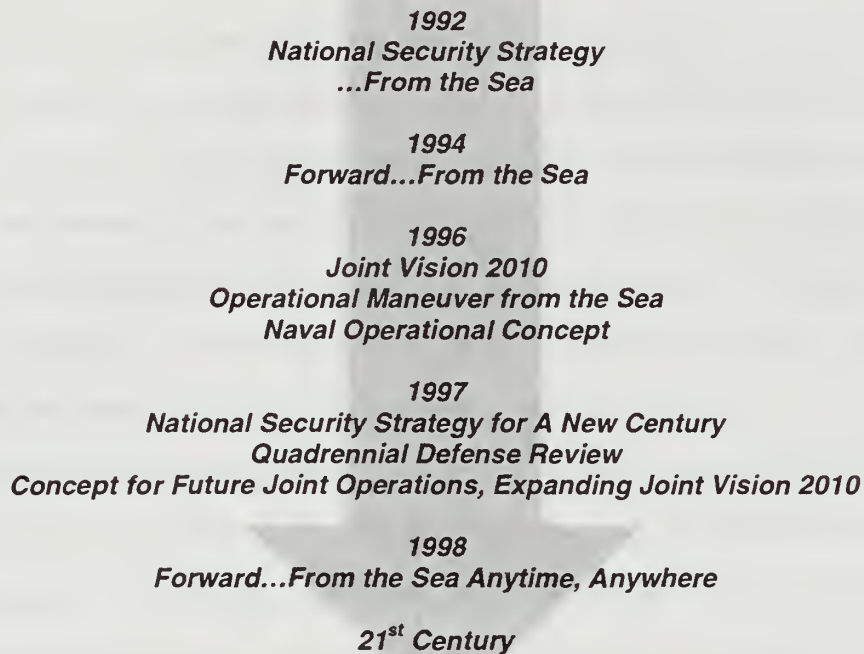 1992
National Security Strategy
...From the Sea
1994
Forward...From the Sea
1996
Joint Vision 2010
Operational Maneuver from the Sea
Naval Operational Concept
1997
National Security Strategy for A New Century
Quadrennial Defense Review
Concept for Future Joint Operations, Expanding Joint Vision 2010
1998
Forward...From the Sea Anytime, Anywhere
21st Century